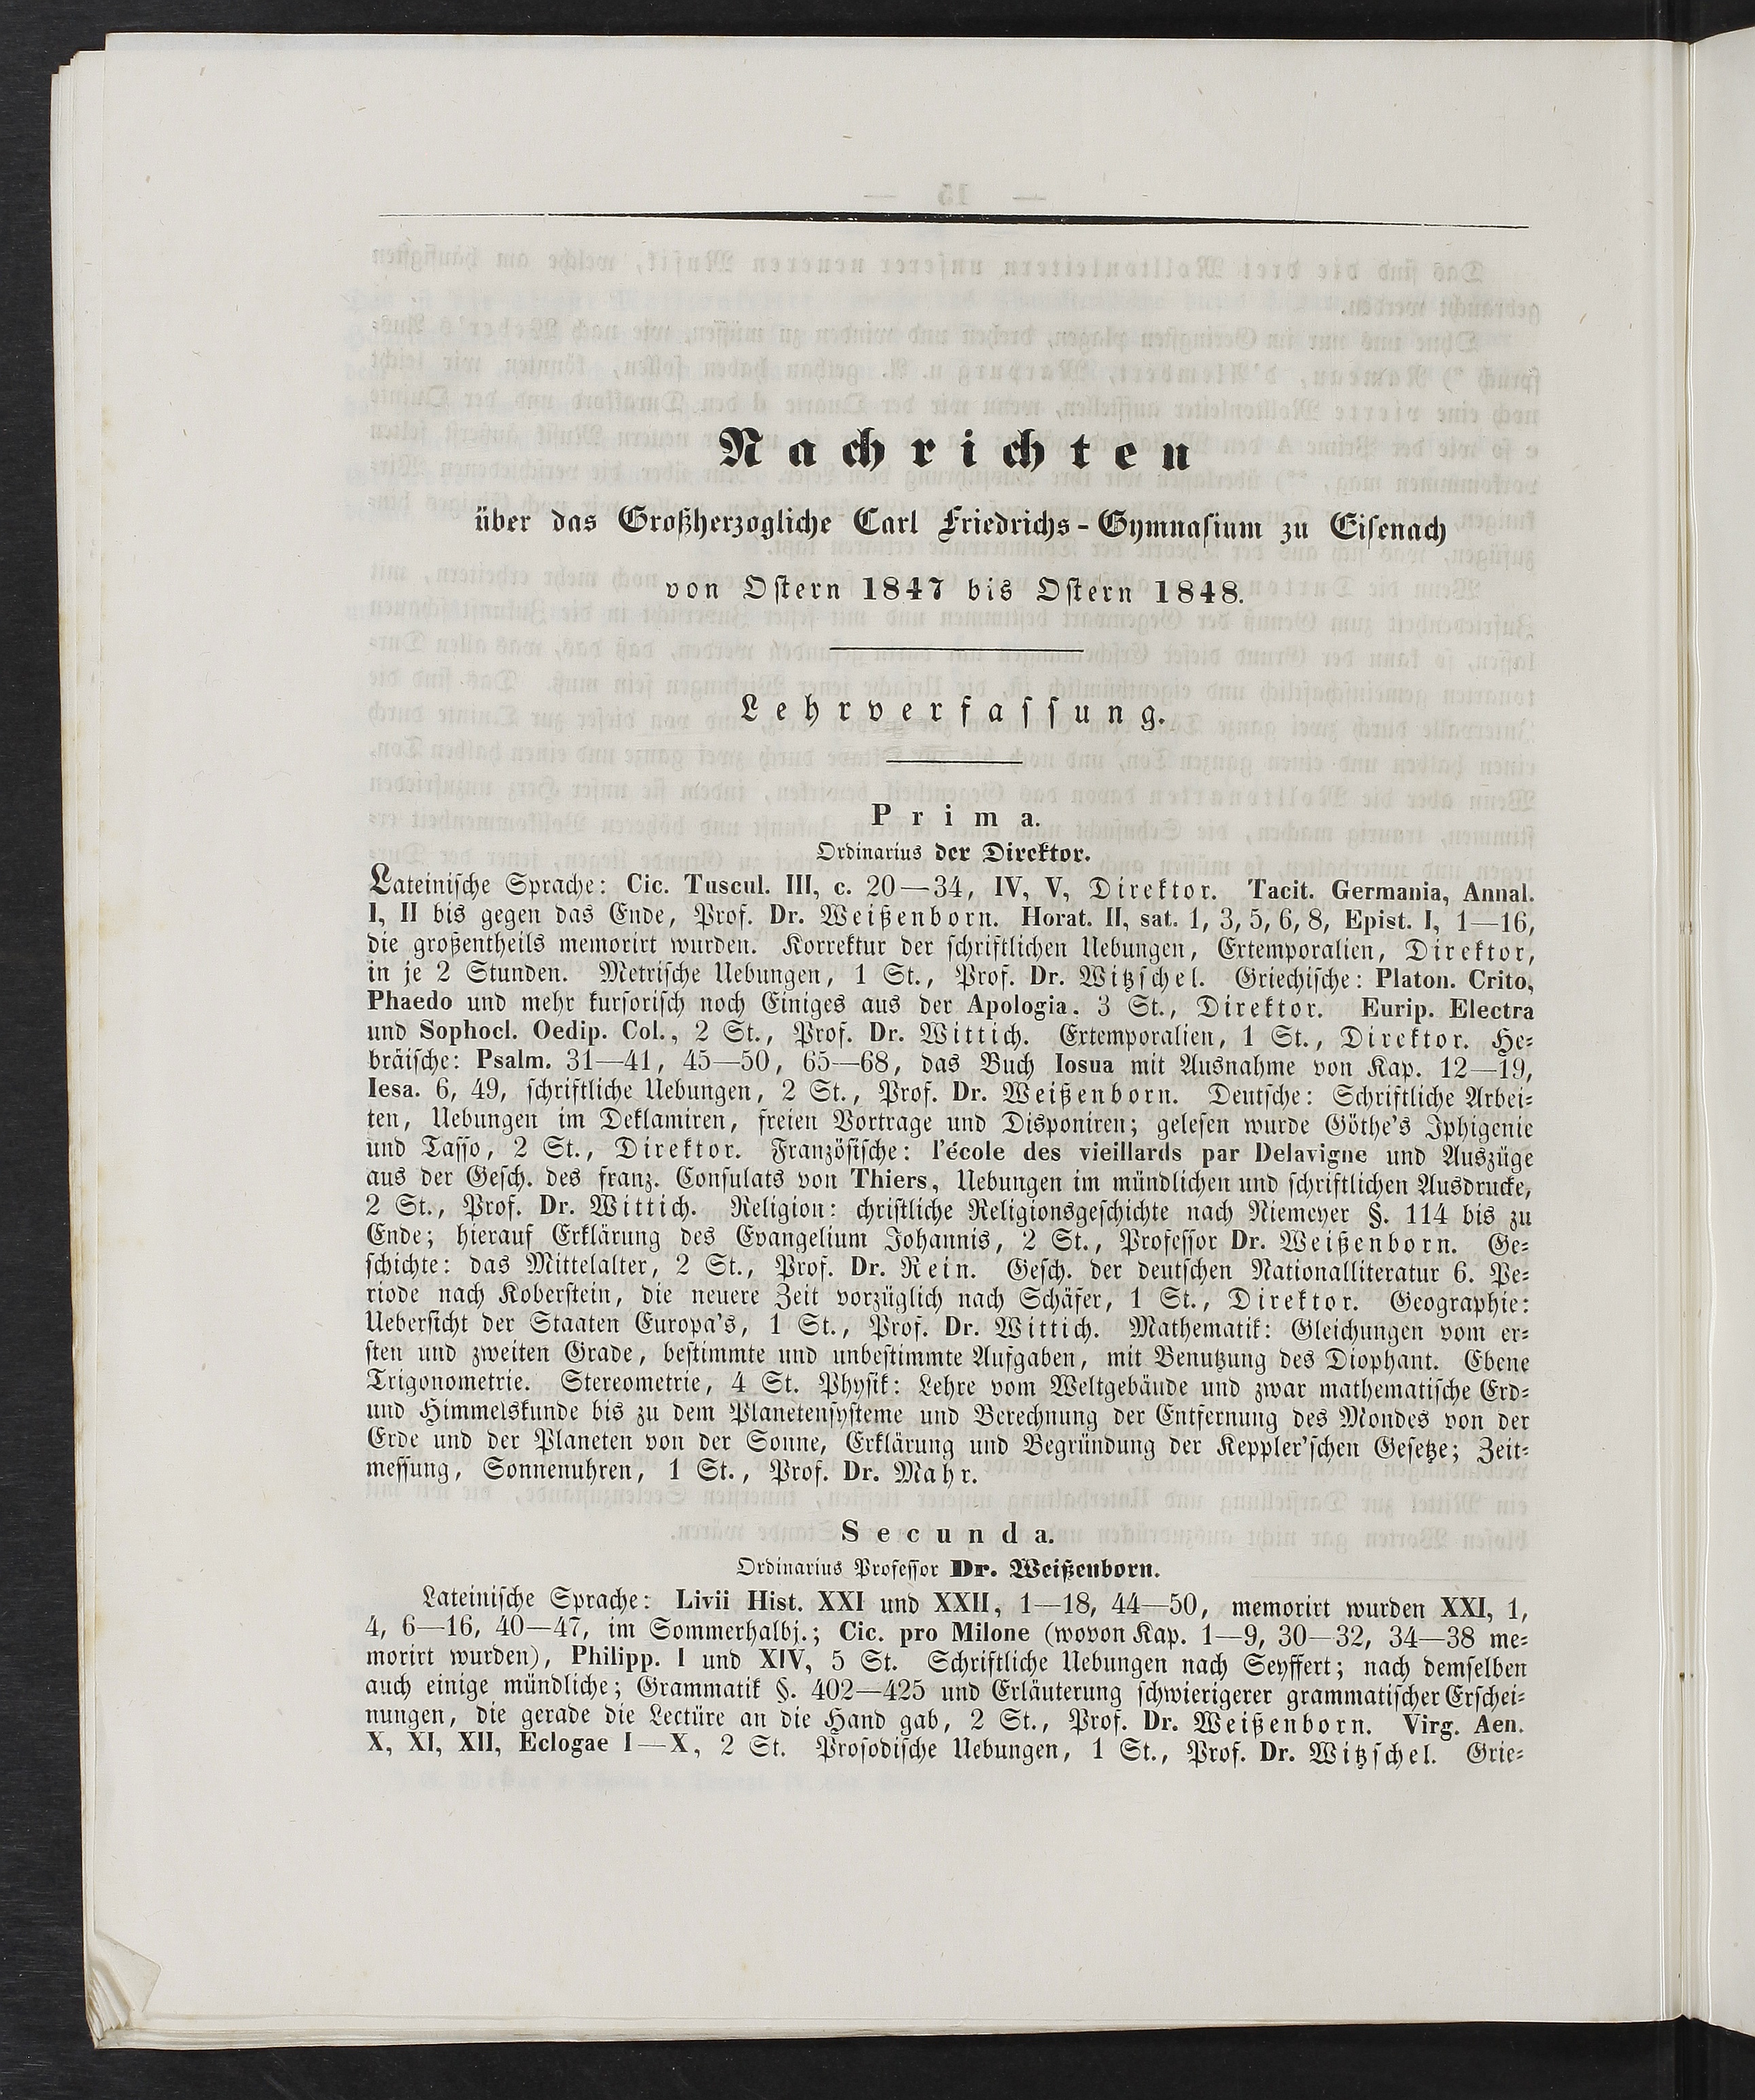 Nachrichten
über das Großherzogliche Carl Friedrichs-Gymnasium zu Eisenach
von Ostern 1847 bis Ostern 1848.
Lehrverfassung.
Prima.
Ordinarius der Direktor.
Lateinische Sprache: Cic. Tuscul. III, c. 20—34, IV, V, Direktor. Tacit. Germania, Annal.
I, II bis gegen das Ende, Prof. Dr. Weißenborn. Horat. II, sat. 1, 3, 5, 6, 8, Epist. I, 1—16,
die großentheils memorirt wurden. Korrektur der schriftlichen Uebungen, Extemporalien, Direktor,
in je 2 Stunden. Metrische Uebungen, 1 St., Prof. Dr. Witzschel. Griechische: Platon. Crito,
Phaedo und mehr kursorisch noch Einiges aus der Apologia. 3 St., Direktor. Eurip. Electra
und Sophocl. Oedip. Col., 2 St., Prof. Dr. Wittich. Extemporalien, 1 St., Direktor. He-
bräische: Psalm. 31—41, 45—50, 65—68, das Buch Iosua mit Ausnahme von Kap. 12—19,
Iesa. 6, 49, schriftliche Uebungen, 2 St., Prof. Dr. Weißenborn. Deutsche: Schriftliche Arbei-
ten, Uebungen im Deklamiren, freien Vortrage und Disponiren; gelesen wurde Göthe's Iphigenie
und Tasso, 2 St., Direktor. Französische: l'école des vieillards par Delavigne und Auszüge
aus der Gesch. des franz. Consulats von Thiers, Uebungen im mündlichen und schriftlichen Ausdrucke,
2 St., Prof. Dr. Wittich. Religion: christliche Religionsgeschichte nach Niemeyer §. 114 bis zu
Ende; hierauf Erklärung des Evangelium Johannis, 2 St., Professor Dr. Weißenborn. Ge-
schichte: das Mittelalter, 2 St., Prof. Dr. Rein. Gesch. der deutschen Nationalliteratur 6. Pe-
riode nach Koberstein, die neuere Zeit vorzüglich nach Schäfer, 1 St., Direktor. Geographie:
Uebersicht der Staaten Europa's, 1 St., Prof. Dr. Wittich. Mathematik: Gleichungen vom er-
sten und zweiten Grade, bestimmte und unbestimmte Aufgaben, mit Benutzung des Diophant. Ebene
Trigonometrie. Stereometrie, 4 St. Physik: Lehre vom Weltgebäude und zwar mathematische Erd-
und Himmelskunde bis zu dem Planetensysteme und Berechnung der Entfernung des Mondes von der
Erde und der Planeten von der Sonne, Erklärung und Begründung der Keppler'schen Gesetze; Zeit-
messung, Sonnenuhren, 1 St., Prof. Dr. Mahr.
Secunda.
Ordinarius Professor Dr. Weißenborn.
Lateinische Sprache: Livii Hist. XXI und XXII, 1—18, 44—50, memorirt wurden XXI, 1,
4, 6—16, 40—47, im Sommerhalbj.; Cic. pro Milone (wovon Kap. 1—9, 30—32, 34—38 me-
morirt wurden), Philipp. I und XIV, 5 St. Schriftliche Uebungen nach Seyffert; nach demselben
auch einige mündliche; Grammatik §. 402—425 und Erläuterung schwierigerer grammatischer Erschei-
nungen, die gerade die Lectüre an die Hand gab, 2 St., Prof. Dr. Weißenborn. Virg. Aen.
X, XI, XII, Eclogae I—X, 2 St. Prosodische Uebungen, 1 St., Prof. Dr. Witzschel. Grie-